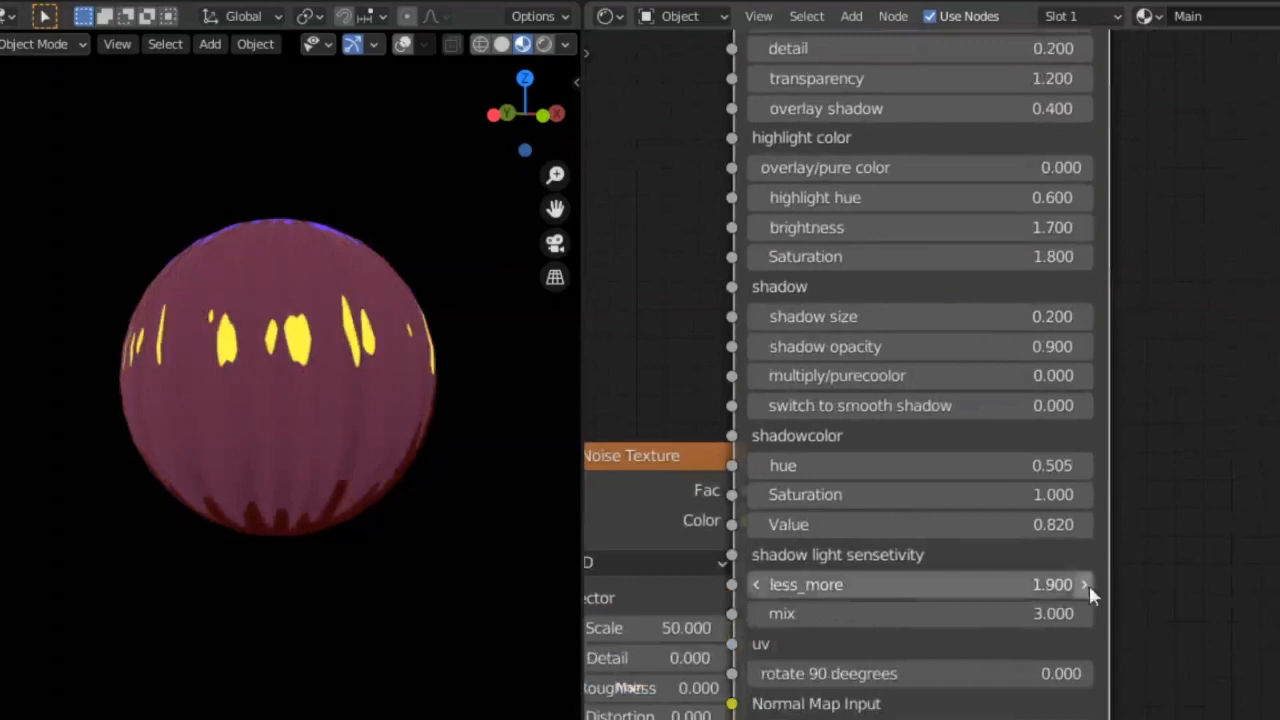 Global
Options
Object
View
Select
Add
Node
Use Nodes
Slot 1
Main
Object Mode
View
Select
Add
Object
Z
Y
X
detail 0.200
transparency 1.200
overlay shadow 0.400
highlight color
overlay/pure color 0.000
highlight hue 0.600
brightness 1.700
Saturation 1.800
shadow
shadow size 0.200
shadow opacity 0.900
multiply/purecoolor 0.000
switch to smooth shadow 0.000
shadowcolor
hue 0.505
Saturation 1.000
Value 0.820
shadow light sensetivity
less_more 1.900
mix 3.000
uv
rotate 90 deegrees 0.000
Normal Map Input
Noise Texture
Fac
Color
D
ector
Scale 50.000
Detail 0.000
Roughness 0.000
Main
Distortion 0.000